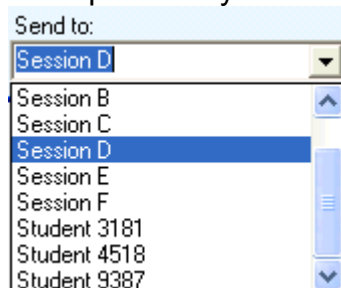 Send to:
Session D
Session B
Session C
Session D
Session E
Session F
Student 3181
Student 4518
Student 9387